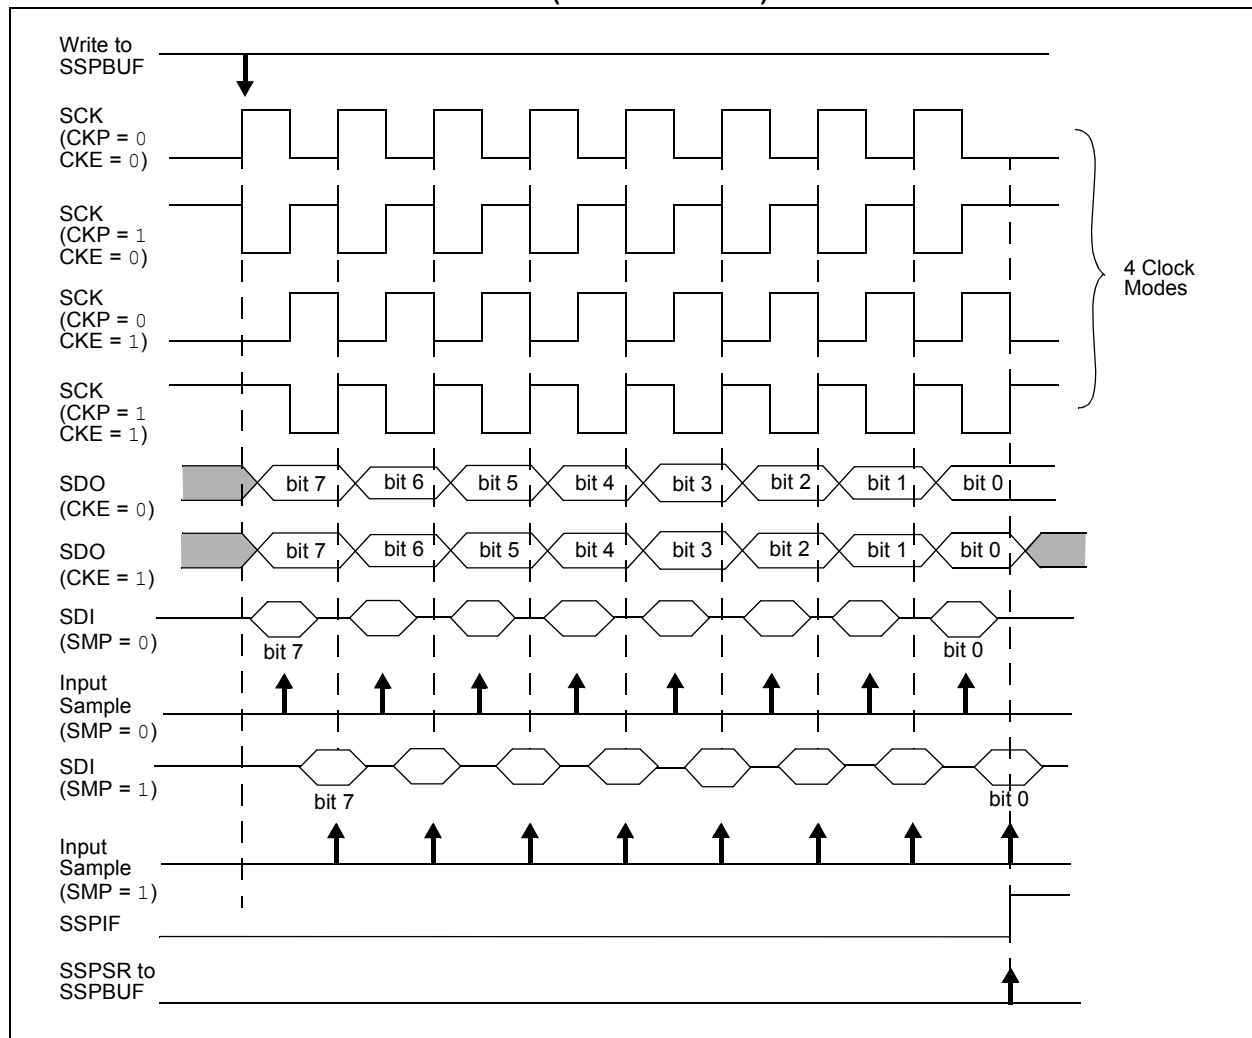 Write to
SSPBUF
SCK
(CKP = 0
CKE = 0)
SCK
(CKP = 1
CKE = 0)
SCK
(CKP = 0
CKE = 1)
SCK
(CKP = 1
CKE = 1)
4 Clock
Modes
SDO
(CKE = 0)
bit 7 bit 6 bit 5 bit 4 bit 3 bit 2 bit 1 bit 0
SDO
(CKE = 1)
bit 7 bit 6 bit 5 bit 4 bit 3 bit 2 bit 1 bit 0
SDI
(SMP = 0)
bit 7 bit 0
Input
Sample
(SMP = 0)
SDI
(SMP = 1)
bit 7 bit 0
Input
Sample
(SMP = 1)
SSPIF
SSPSR to
SSPBUF